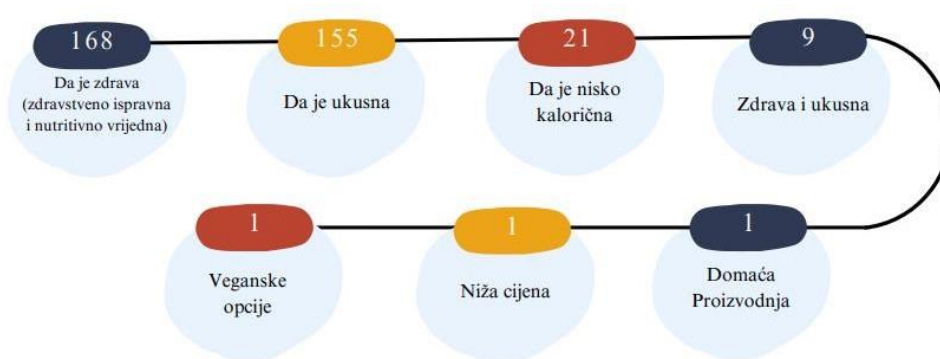 168
Da je zdrava
(zdravstveno ispravna
i nutritivno vrijedna)
155
Da je ukusna
21
Da je nisko
kalorična
9
Zdrava i ukusna
1
Veganske
opcije
1
Niža cijena
1
Domaća
Proizvodnja